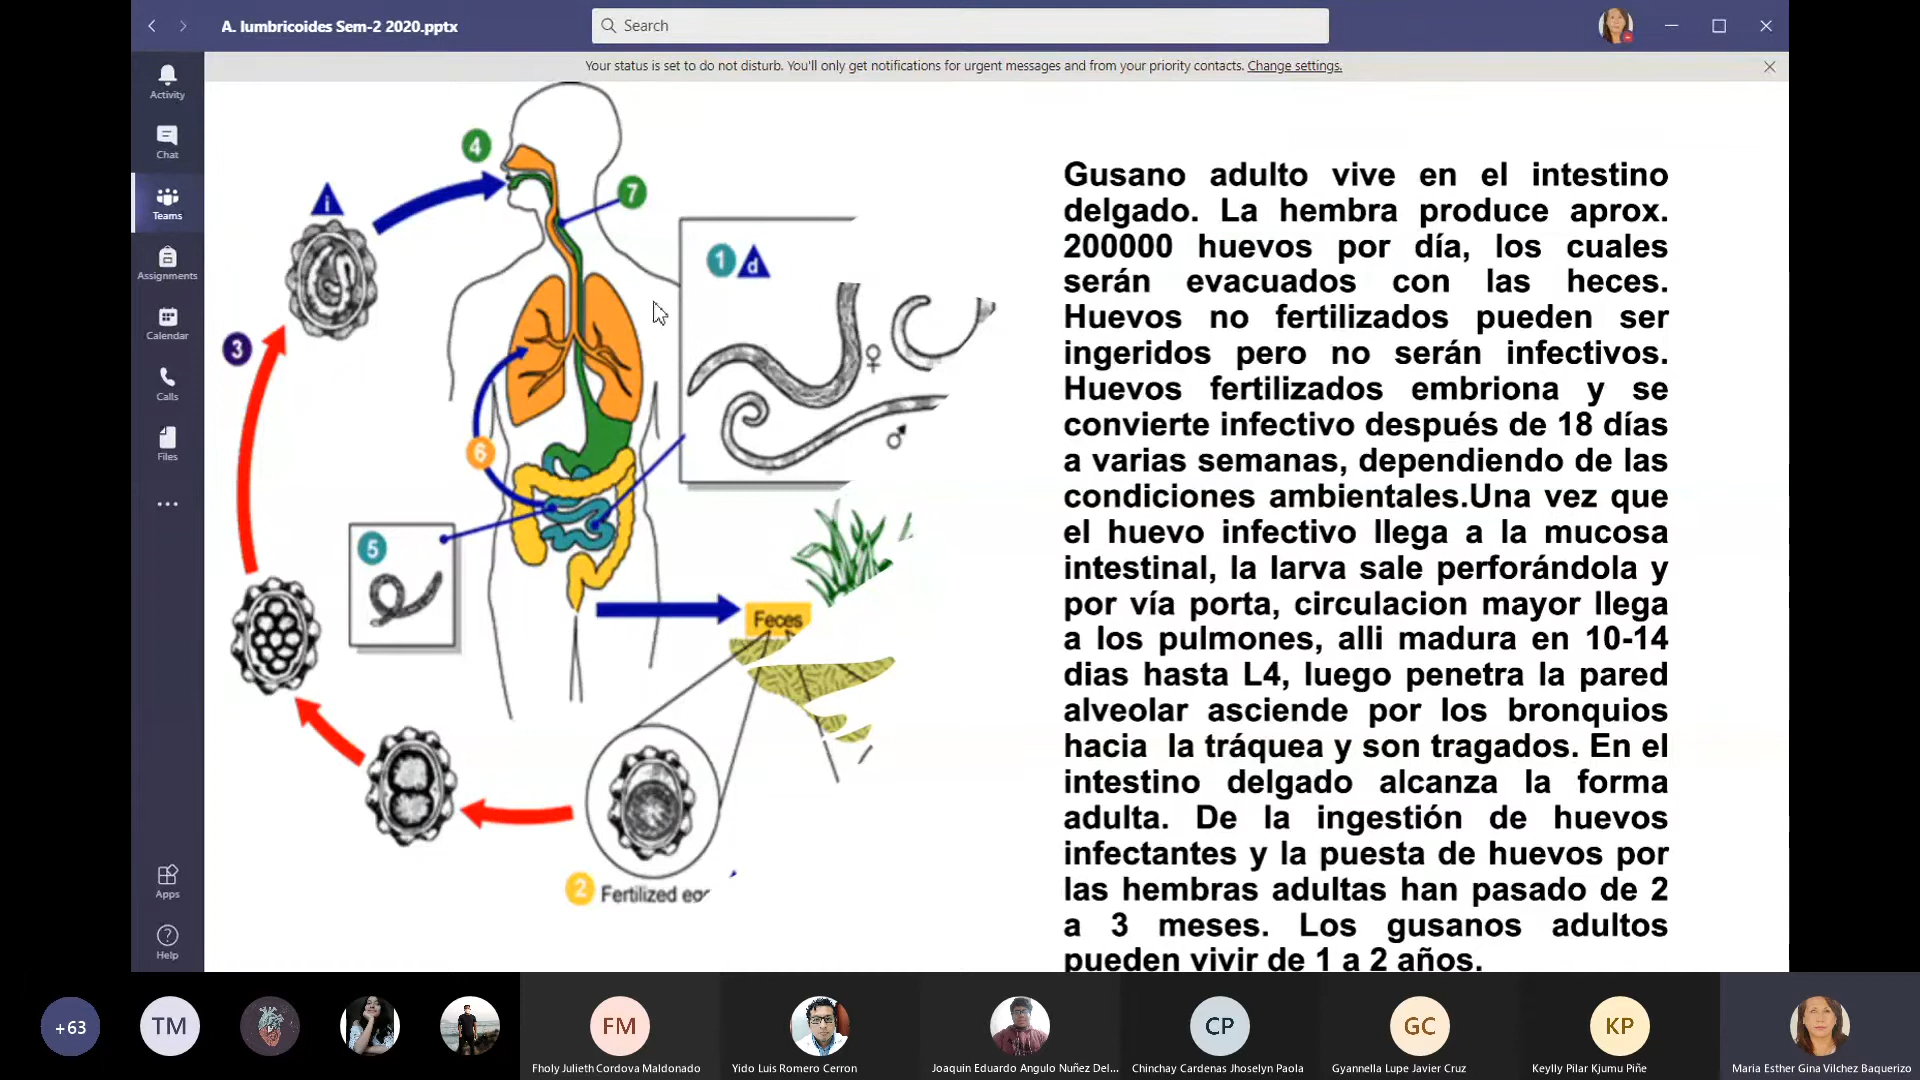 A. lumbricoides Sem-2 2020.pptx
Search
Your status is set to do not disturb. You'll only get notifications for urgent messages and from your priority contacts. Change settings.
Activity
Chat
Teams
Assignments
Calendar
Calls
Files
Apps
Help
4
7
i
1
d
3
6
5
♀
♂
Feces
2 Fertilized
Gusano adulto vive en el intestino
delgado. La hembra produce aprox.
200000 huevos por día, los cuales
serán evacuados con las heces.
Huevos no fertilizados pueden ser
ingeridos pero no serán infectivos.
Huevos fertilizados embriona y se
convierte infectivo después de 18 días
a varias semanas, dependiendo de las
condiciones ambientales.Una vez que
el huevo infectivo llega a la mucosa
intestinal, la larva sale perforándola y
por vía porta, circulacion mayor llega
a los pulmones, alli madura en 10-14
dias hasta L4, luego penetra la pared
alveolar asciende por los bronquios
hacia la tráquea y son tragados. En el
intestino delgado alcanza la forma
adulta. De la ingestión de huevos
infectantes y la puesta de huevos por
las hembras adultas han pasado de 2
a 3 meses. Los gusanos adultos
pueden vivir de 1 a 2 años.
+63
TM
FM
CP
GC
KP
Fholy Julieth Cordova Maldonado
Yido Luis Romero Cerron
Joaquin Eduardo Angulo Nuñez Del...
Chinchay Cardenas Jhoselyn Paola
Gyannella Lupe Javier Cruz
Keylly Pilar Kjumu Piñe
Maria Esther Gina Vilchez Baquerizo